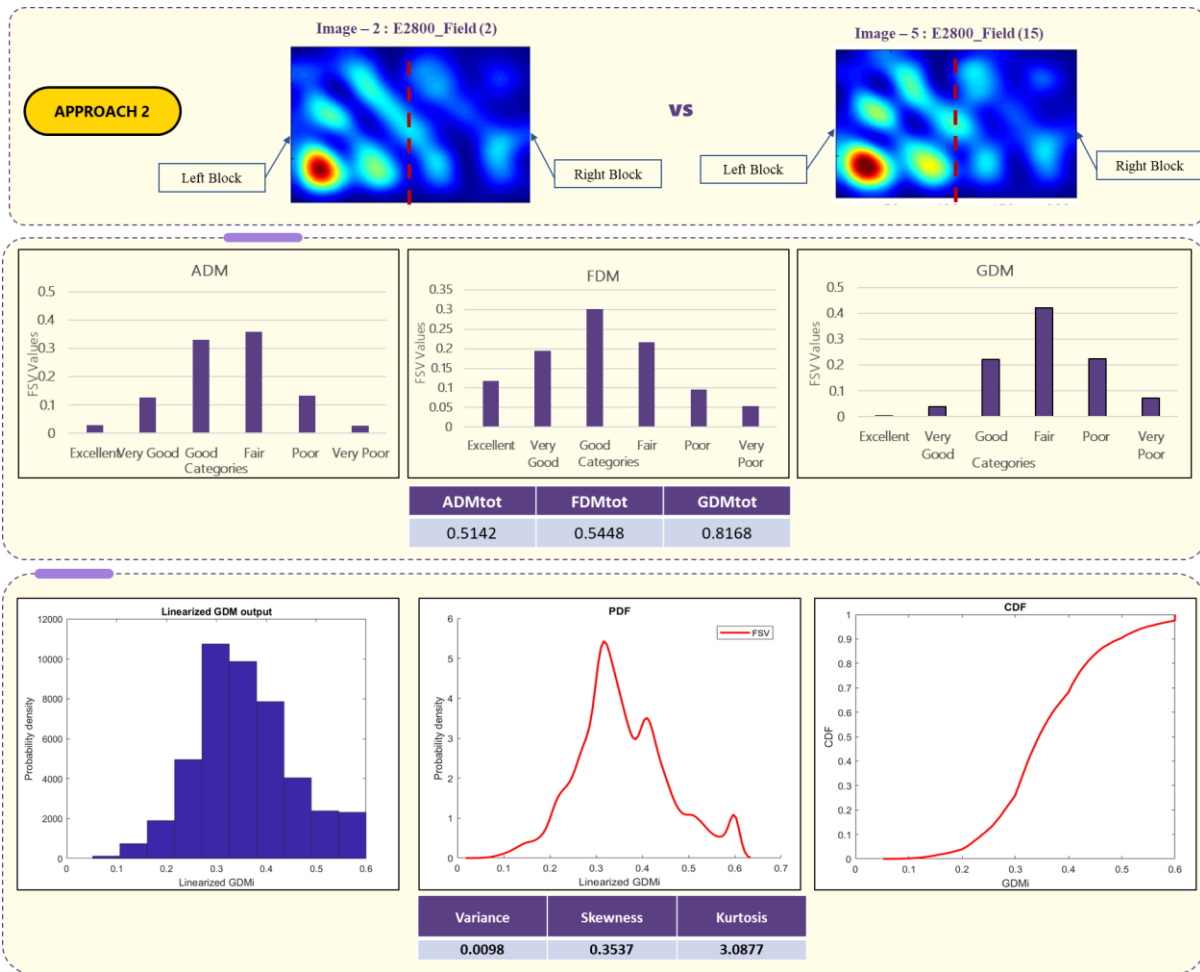 Image – 2 : E2800_Field (2)
Image – 5 : E2800_Field (15)
APPROACH 2
vs
Left Block
Right Block
Left Block
Right Block
ADM
FSV Values
0.5
0.4
0.3
0.2
0.1
0
Excellent Very Good Good Fair Poor Very Poor
Categories
FDM
FSV Values
0.35
0.3
0.25
0.2
0.15
0.1
0.05
0
Excellent Very Good Good Fair Poor Very Poor
Categories
GDM
FSV Values
0.5
0.4
0.3
0.2
0.1
0
Excellent Very Good Good Fair Poor Very Poor
Categories
ADMtot FDMtot GDMtot
0.5142 0.5448 0.8168
Linearized GDM output
Probability density
12000
10000
8000
6000
4000
2000
0
0 0.1 0.2 0.3 0.4 0.5 0.6
Linearized GDMi
PDF
FSV
Probability density
6
5
4
3
2
1
0
0 0.1 0.2 0.3 0.4 0.5 0.6 0.7
Linearized GDMi
CDF
CDF
1
0.9
0.8
0.7
0.6
0.5
0.4
0.3
0.2
0.1
0
0 0.1 0.2 0.3 0.4 0.5 0.6
GDMi
Variance Skewness Kurtosis
0.0098 0.3537 3.0877